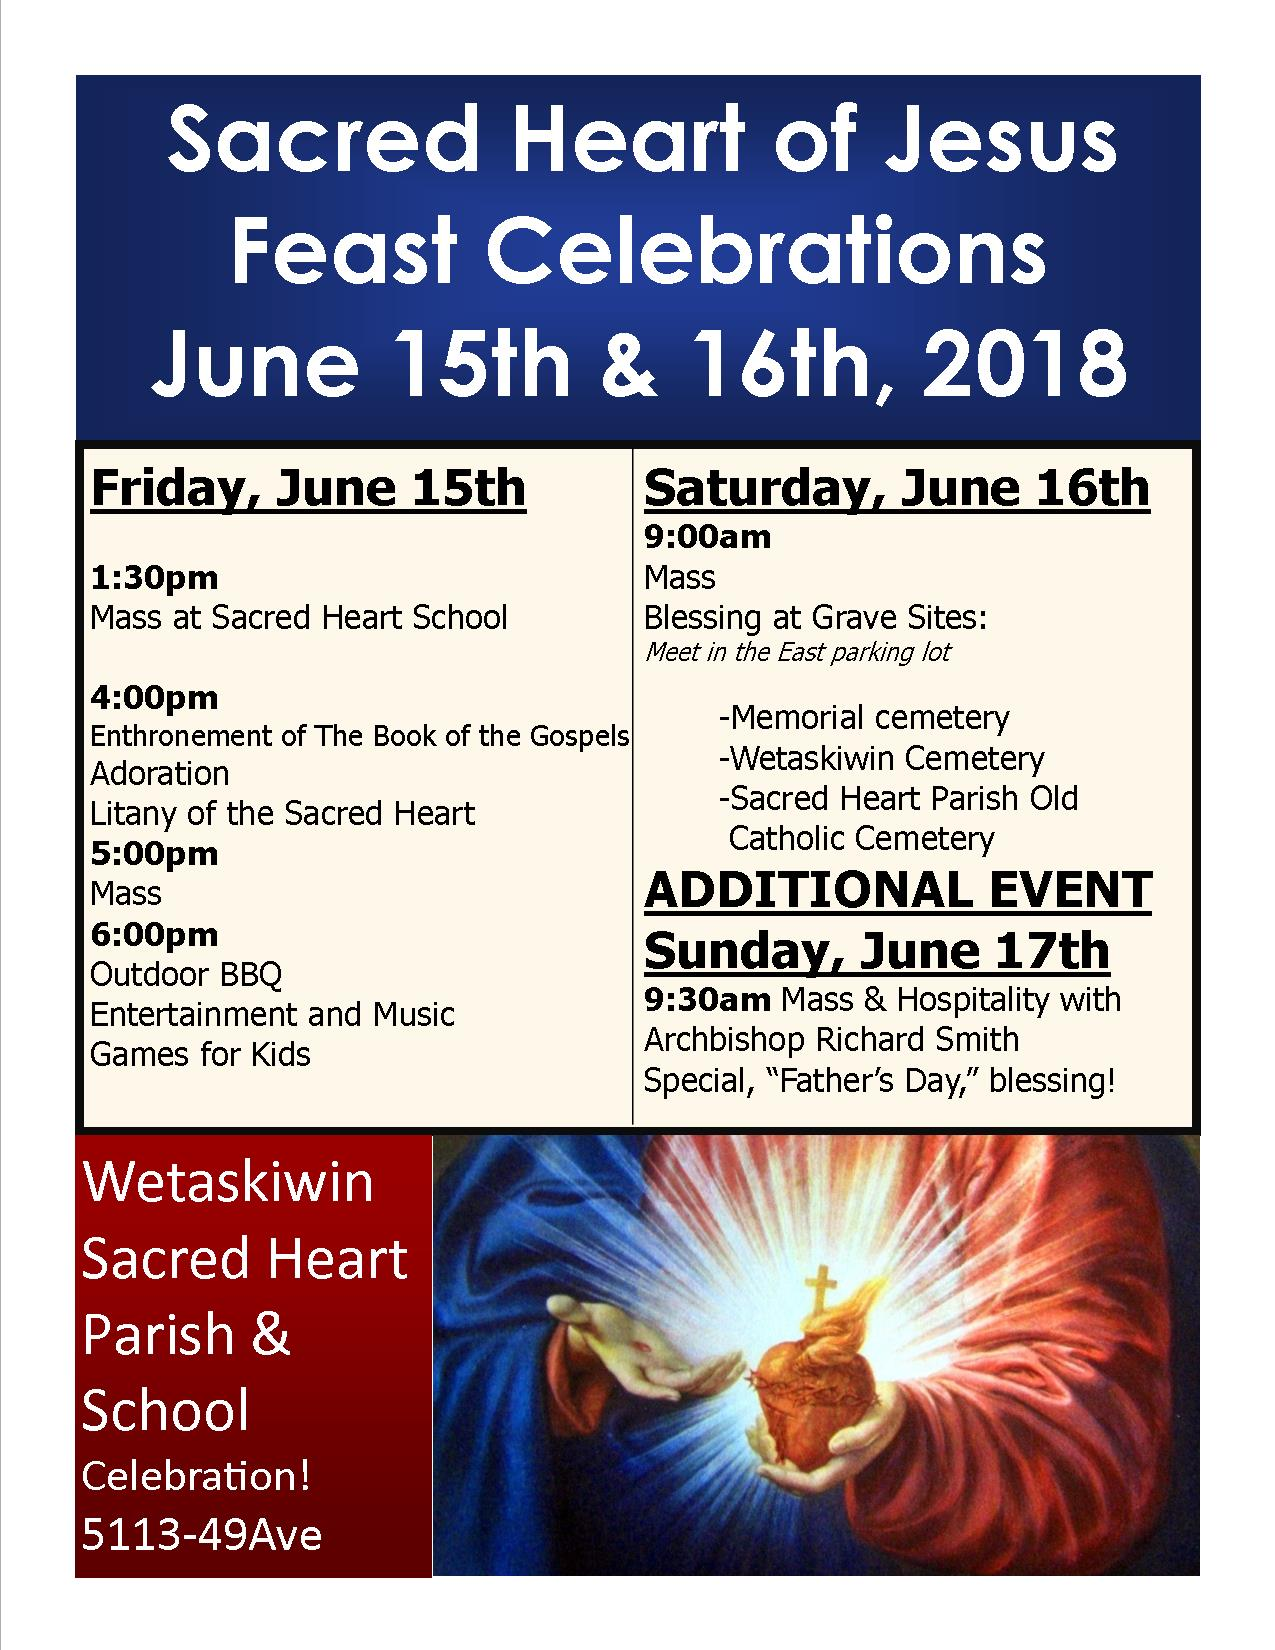 Sacred Heart of Jesus
Feast Celebrations
June 15th & 16th, 2018
Friday, June 15th
1:30pm
Mass at Sacred Heart School
4:00pm
Enthronement of The Book of the Gospels
Adoration
Litany of the Sacred Heart
5:00pm
Mass
6:00pm
Outdoor BBQ
Entertainment and Music
Games for Kids
Saturday, June 16th
9:00am
Mass
Blessing at Grave Sites:
Meet in the East parking lot
-Memorial cemetery
-Wetaskiwin Cemetery
-Sacred Heart Parish Old
Catholic Cemetery
ADDITIONAL EVENT
Sunday, June 17th
9:30am Mass & Hospitality with
Archbishop Richard Smith
Special, “Father’s Day,” blessing!
Wetaskiwin
Sacred Heart
Parish &
School
Celebration!
5113-49Ave